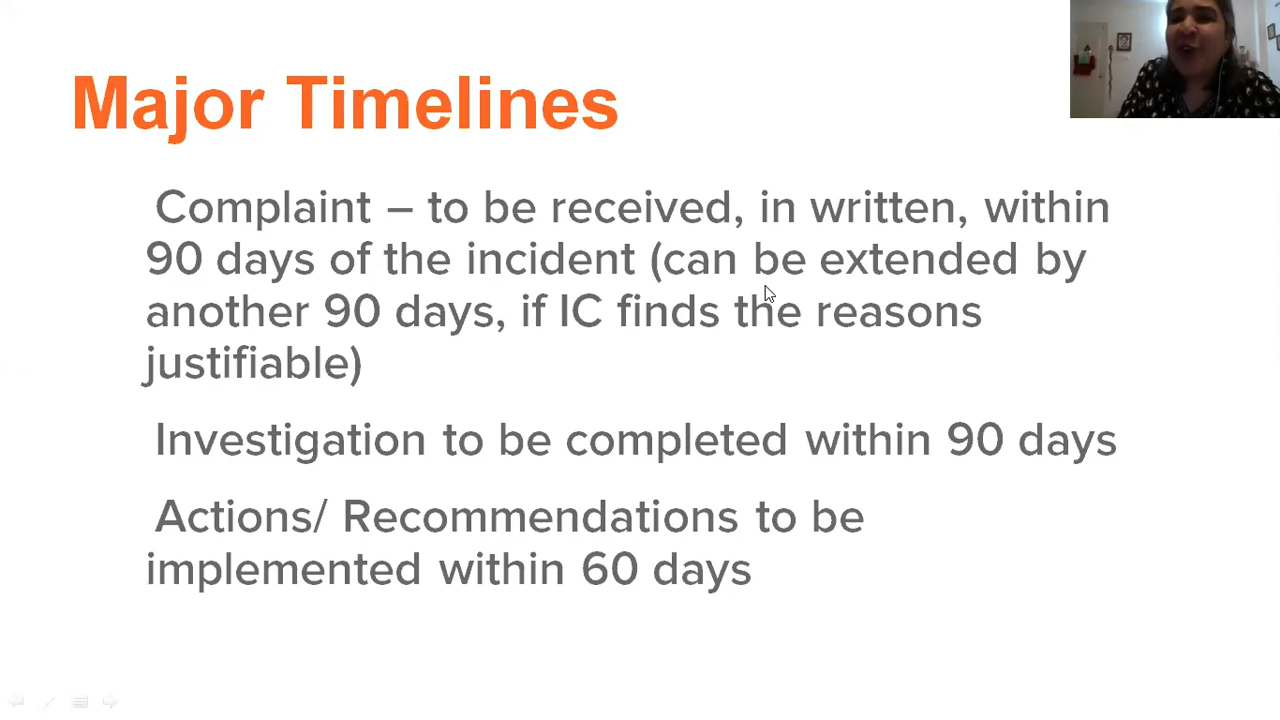 Major Timelines
Complaint – to be received, in written, within
90 days of the incident (can be extended by
another 90 days, if IC finds the reasons
justifiable)
Investigation to be completed within 90 days
Actions/ Recommendations to be
implemented within 60 days